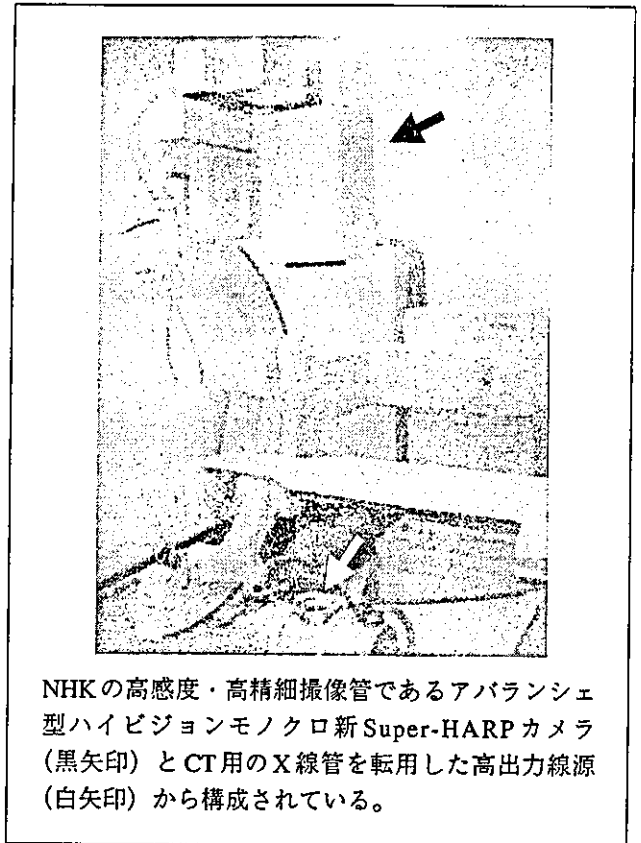 NHKの高感度・高精細撮像管であるアバランシェ
型ハイビジョンモノクロ新Super-HARPカメラ
(黒矢印)とCT用のX線管を転用した高出力線源
(白矢印)から構成されている。